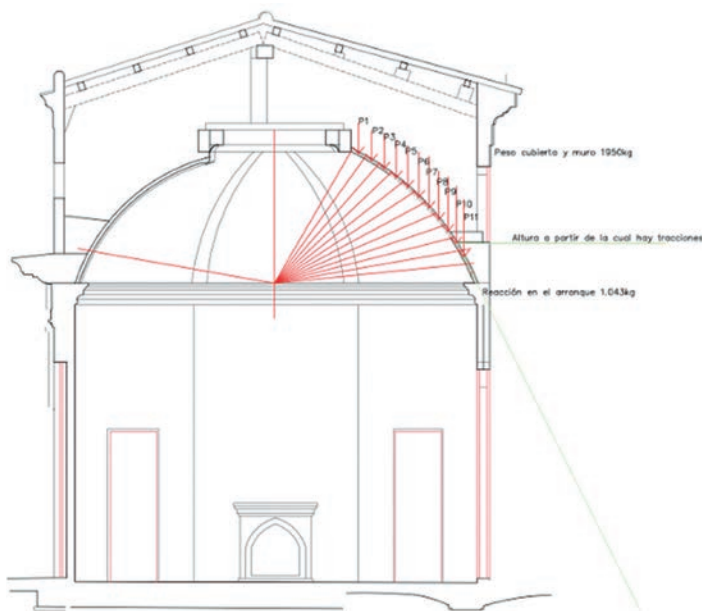 P1
P2
P3
P4
P5
P6
P7
P8
P9
P10
P11
Peso cubierta y muro 1950kg
Altura a partir de la cual hay tracciones
Reacción en el arranque 1.043kg